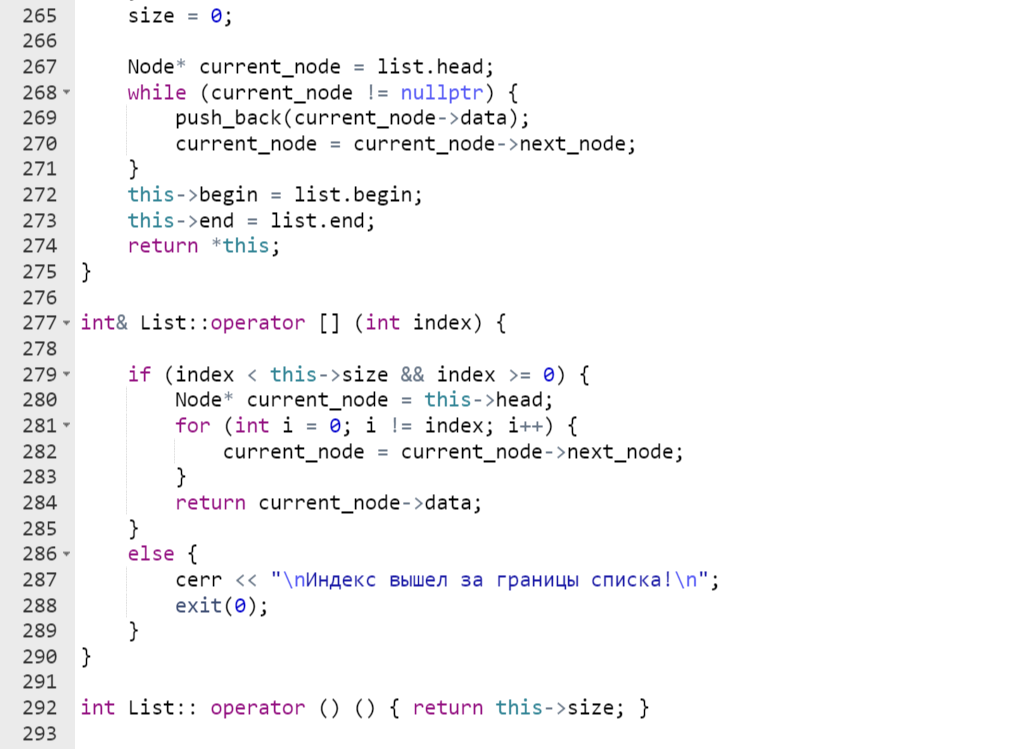 265     size = 0;
266
267     Node* current_node = list.head;
268     while (current_node != nullptr) {
269         push_back(current_node->data);
270         current_node = current_node->next_node;
271     }
272     this->begin = list.begin;
273     this->end = list.end;
274     return *this;
275 }
276
277 int& List::operator [] (int index) {
278
279     if (index < this->size && index >= 0) {
280         Node* current_node = this->head;
281         for (int i = 0; i != index; i++) {
282             current_node = current_node->next_node;
283         }
284         return current_node->data;
285     }
286     else {
287         cerr << "\nИндекс вышел за границы списка!\n";
288         exit(0);
289     }
290 }
291
292 int List:: operator () () { return this->size; }
293